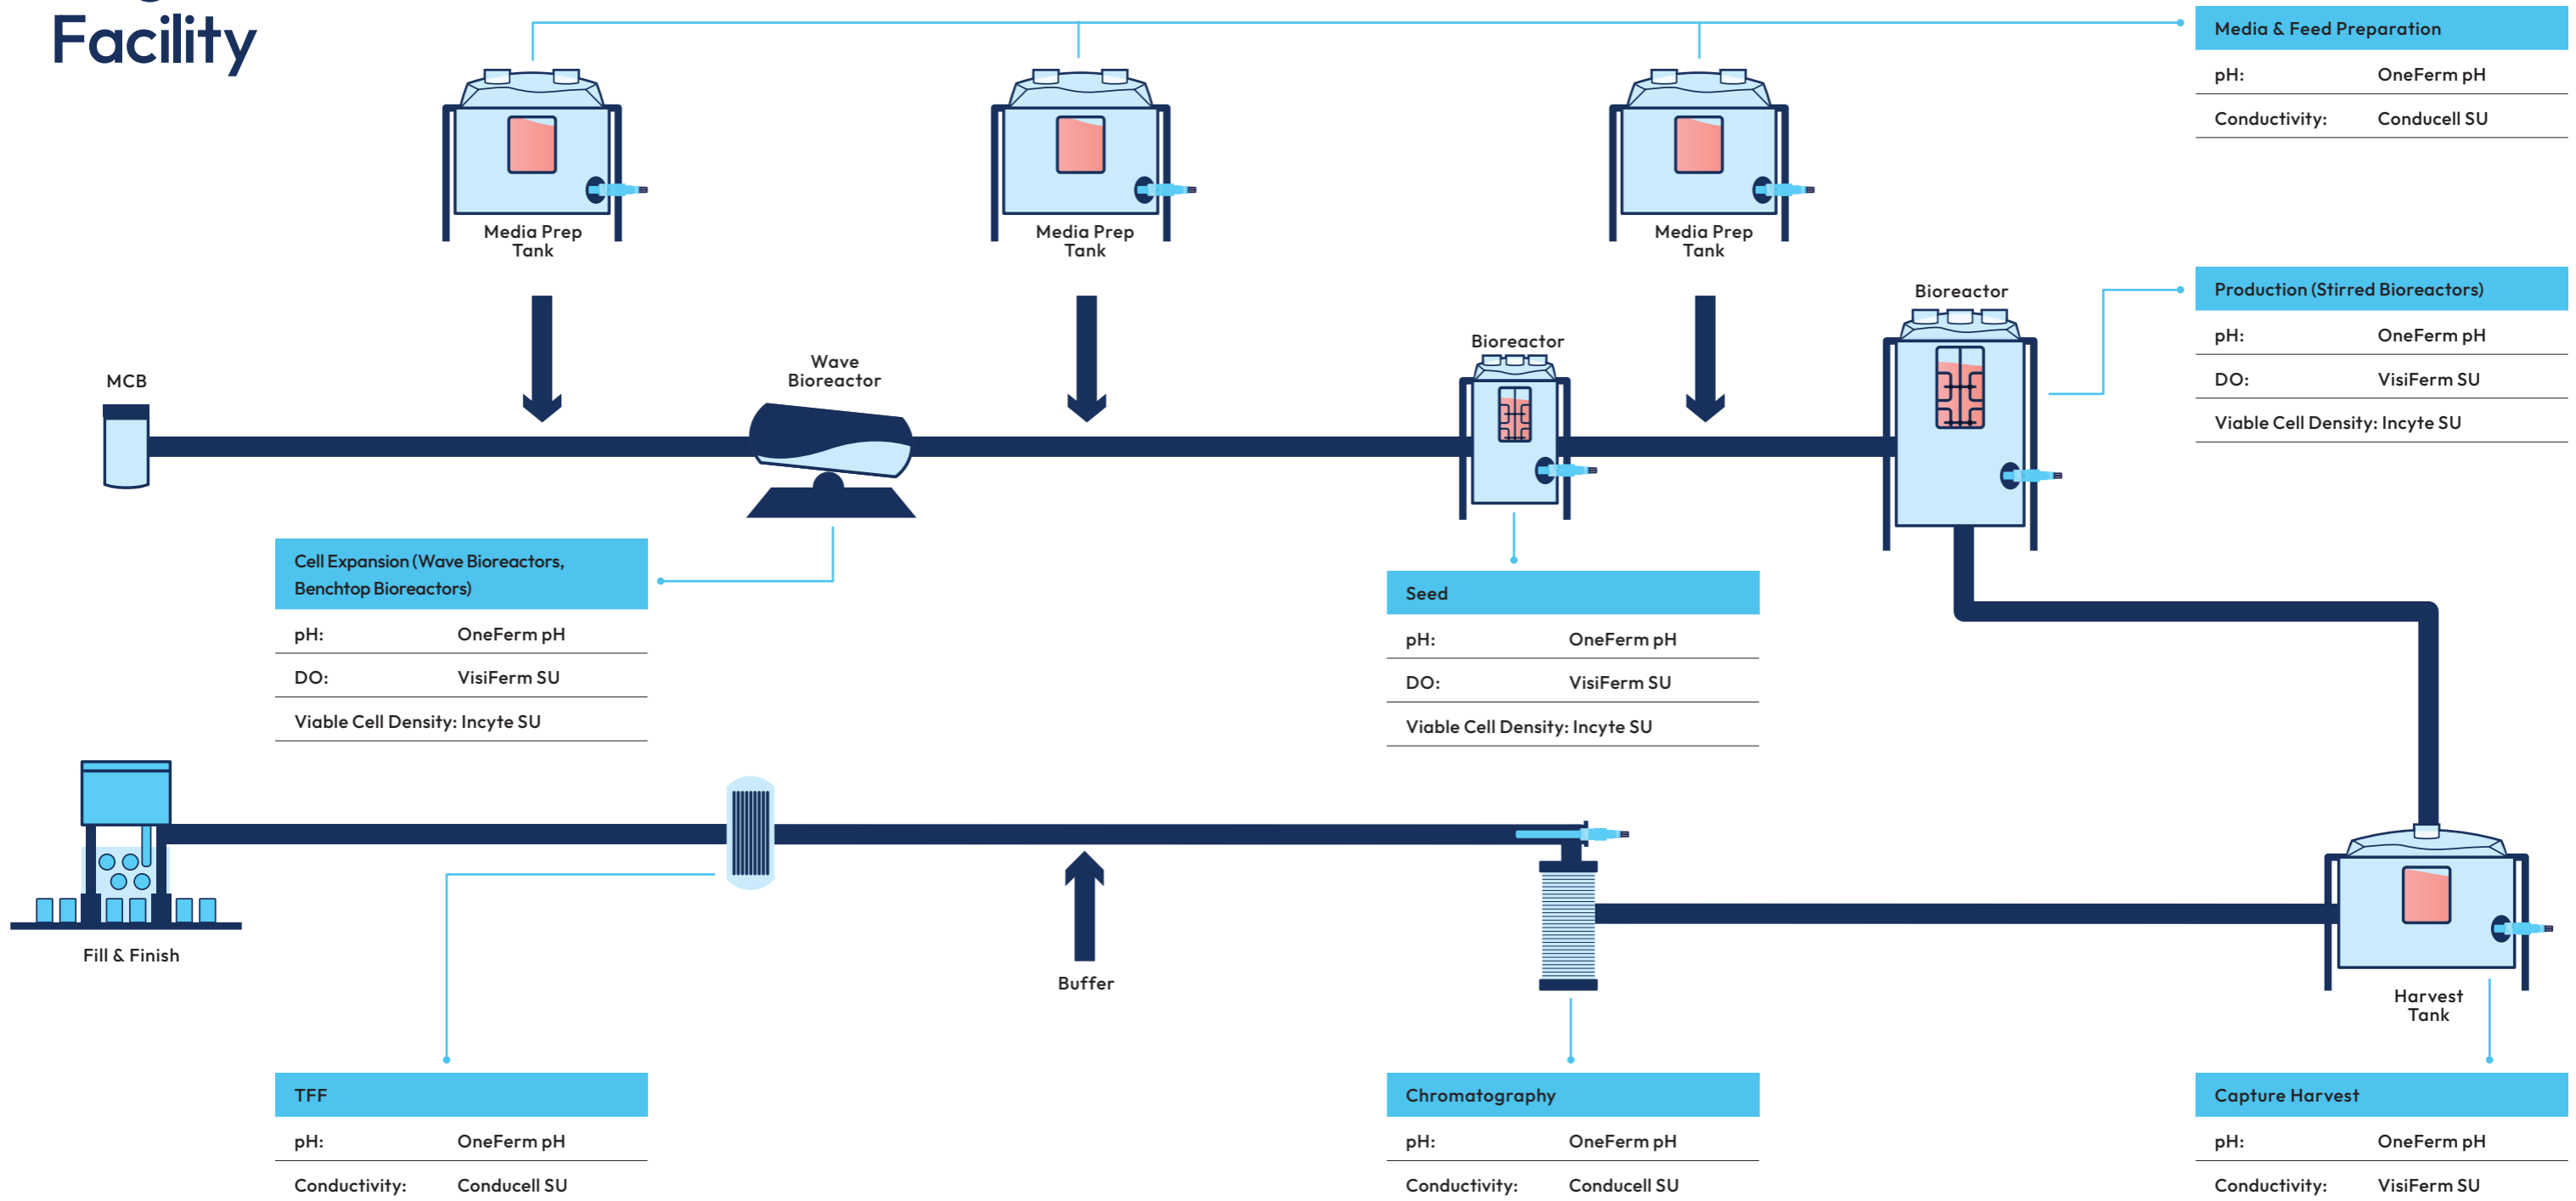 Facility
Media & Feed Preparation
pH: OneFerm pH
Conductivity: Conducell SU
Media Prep
Tank
Media Prep
Tank
Media Prep
Tank
MCB
Wave
Bioreactor
Bioreactor
Bioreactor
Production (Stirred Bioreactors)
pH: OneFerm pH
DO: VisiFerm SU
Viable Cell Density: Incyte SU
Cell Expansion (Wave Bioreactors,
Benchtop Bioreactors)
pH: OneFerm pH
DO: VisiFerm SU
Viable Cell Density: Incyte SU
Seed
pH: OneFerm pH
DO: VisiFerm SU
Viable Cell Density: Incyte SU
Fill & Finish
Buffer
Harvest
Tank
TFF
pH: OneFerm pH
Conductivity: Conducell SU
Chromatography
pH: OneFerm pH
Conductivity: Conducell SU
Capture Harvest
pH: OneFerm pH
Conductivity: VisiFerm SU